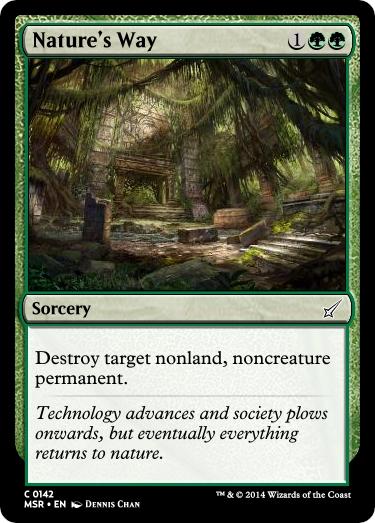 Nature's Way 1
Sorcery
Destroy target nonland, noncreature
permanent.
Technology advances and society plows
onwards, but eventually everything
returns to nature.
C 0142
MSR • EN Dennis Chan
™ & © 2014 Wizards of the Coast